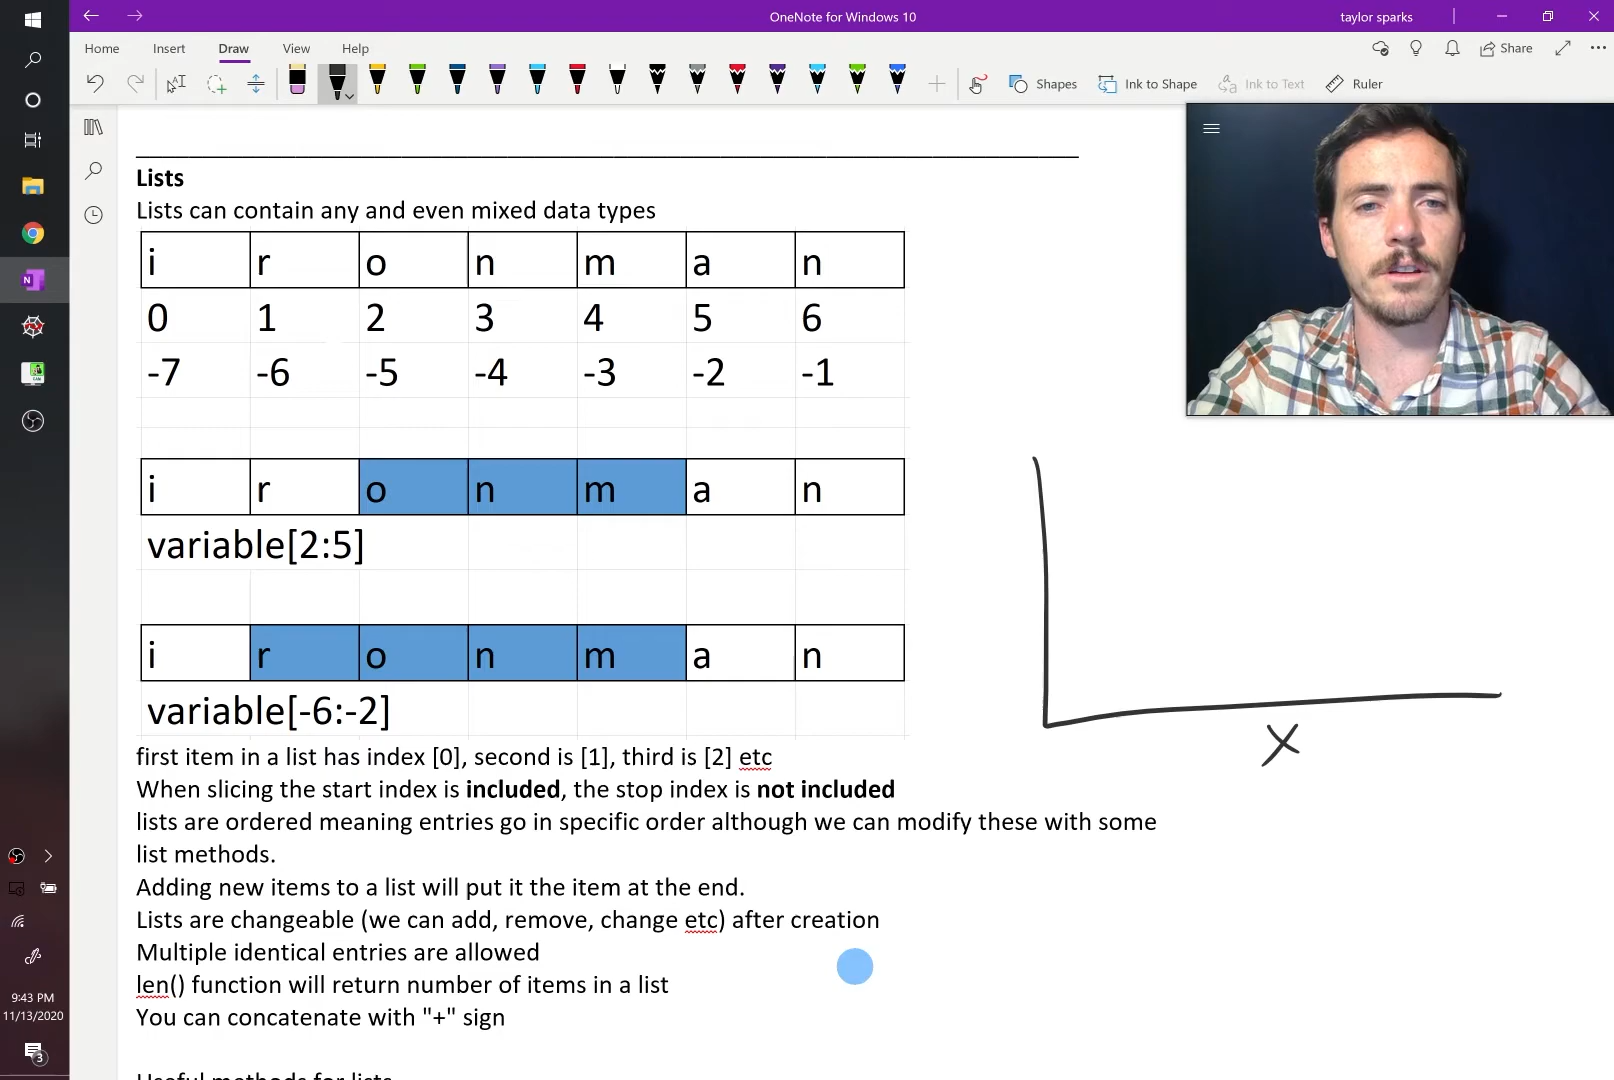 OneNote for Windows 10
taylor sparks
Home Insert Draw View Help
Share
Shapes Ink to Shape Ink to Text Ruler
Lists
Lists can contain any and even mixed data types
i r o n m a n
0 1 2 3 4 5 6
-7 -6 -5 -4 -3 -2 -1
i r o n m a n
variable[2:5]
i r o n m a n
variable[-6:-2]
X
first item in a list has index [0], second is [1], third is [2] etc
When slicing the start index is included, the stop index is not included
lists are ordered meaning entries go in specific order although we can modify these with some
list methods.
Adding new items to a list will put it the item at the end.
Lists are changeable (we can add, remove, change etc) after creation
Multiple identical entries are allowed
len() function will return number of items in a list
You can concatenate with "+" sign
Useful methods for lists
9:43 PM
11/13/2020
3